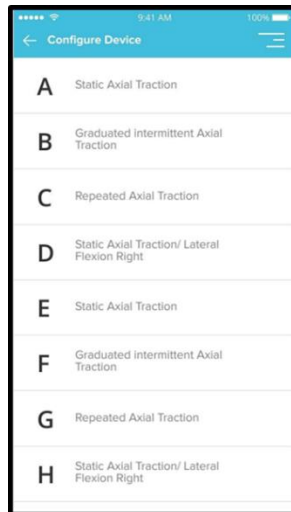 9:41 AM
100%
Configure Device
A
Static Axial Traction
B
Graduated intermittent Axial
Traction
C
Repeated Axial Traction
D
Static Axial Traction/ Lateral
Flexion Right
E
Static Axial Traction
F
Graduated intermittent Axial
Traction
G
Repeated Axial Traction
H
Static Axial Traction/ Lateral
Flexion Right